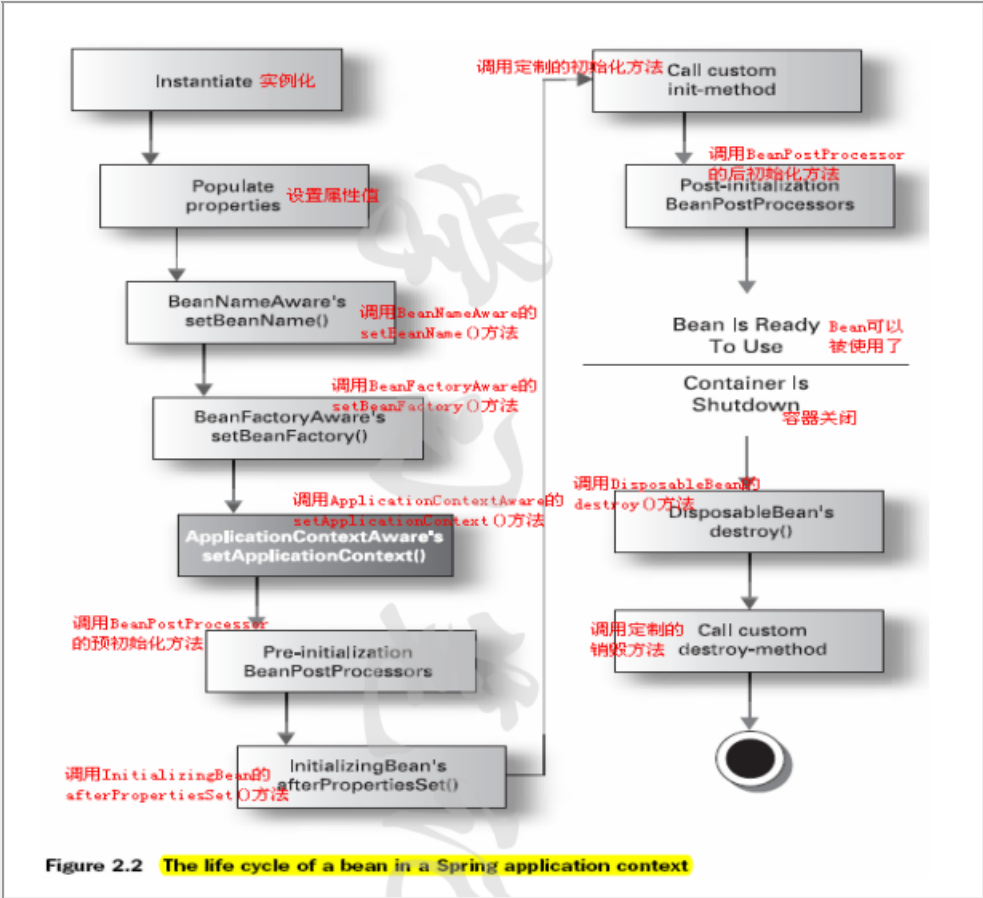 Instantiate 实例化
Populate
properties
设置属性值
BeanNameAware's
setBeanName()
调用BeanNameAware的
setBeanName()方法
调用BeanFactoryAware的
setBeanFactory()方法
BeanFactoryAware's
setBeanFactory()
调用ApplicationContextAware的
setApplicationContext()方法
ApplicationContextAware's
setApplicationContext()
调用BeanPostProcessor
的预初始化方法
Pre-initialization
BeanPostProcessors
调用InitializingBean的
afterPropertiesSet()方法
InitializingBean's
afterPropertiesSet()
调用定制的初始化方法
Call custom
init-method
调用BeanPostProcessor
的后初始化方法
Post-initialization
BeanPostProcessors
Bean Is Ready
To Use
Bean可以
被使用了
Container Is
Shutdown
容器关闭
调用DisposableBean的
destroy()方法
DisposableBean's
destroy()
调用定制的
销毁方法
Call custom
destroy-method
Figure 2.2 The life cycle of a bean in a Spring application context